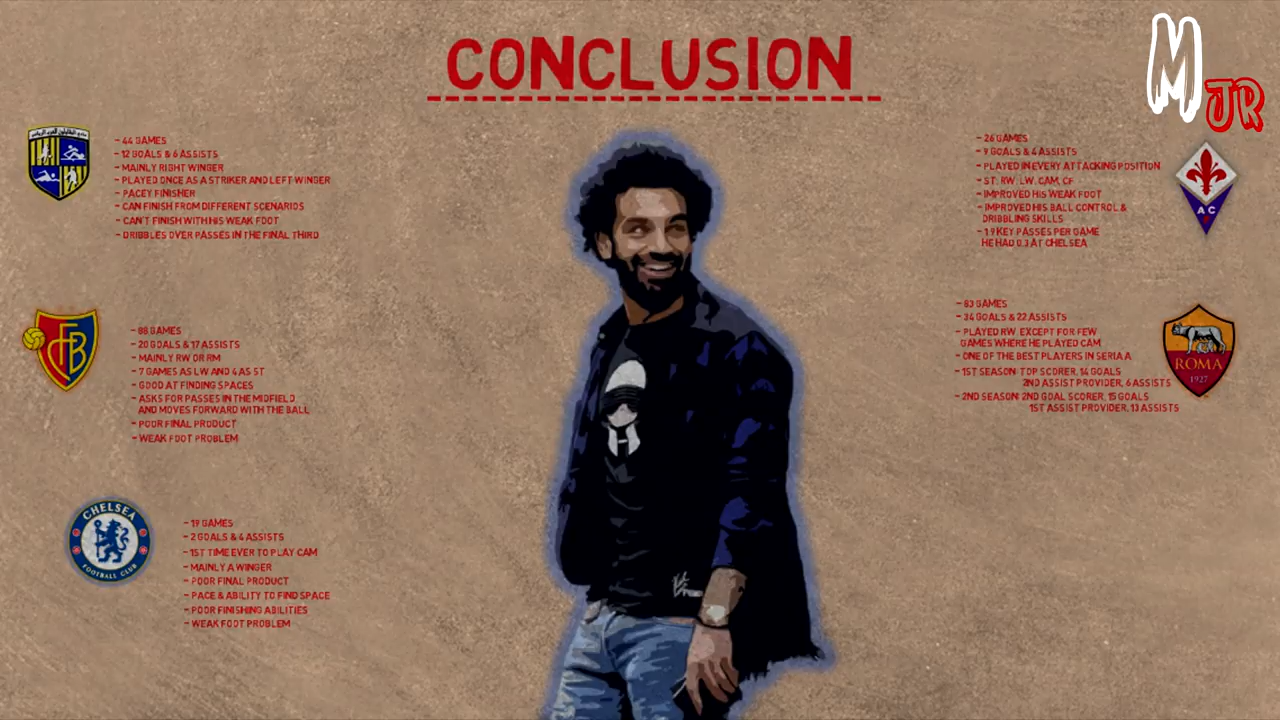 CONCLUSION
M
JR
- 44 GAMES
- 12 GOALS & 6 ASSISTS
- MAINLY RIGHT WINGER
- PLAYED ONCE AS A STRIKER AND LEFT WINGER
- PACEY FINISHER
- CAN FINISH FROM DIFFERENT SCENARIOS
- CAN'T FINISH WITH HIS WEAK FOOT
- DRIBBLES OVER PASSES IN THE FINAL THIRD
FCB
- 88 GAMES
- 20 GOALS & 17 ASSISTS
- MAINLY RW OR RM
- 7 GAMES AS LW AND 4 AS ST
- GOOD AT FINDING SPACES
- ASKS FOR PASSES IN THE MIDFIELD
AND MOVES FORWARD WITH THE BALL
- POOR FINAL PRODUCT
- WEAK FOOT PROBLEM
CHELSEA
FOOTBALL CLUB
- 19 GAMES
- 2 GOALS & 4 ASSISTS
- 1ST TIME EVER TO PLAY CAM
- MAINLY A WINGER
- POOR FINAL PRODUCT
- PACE & ABILITY TO FIND SPACE
- POOR FINISHING ABILITIES
- WEAK FOOT PROBLEM
- 26 GAMES
- 9 GOALS & 4 ASSISTS
- PLAYED IN EVERY ATTACKING POSITION
- ST, RW, LW, CAM, CF
- IMPROVED HIS WEAK FOOT
- IMPROVED HIS BALL CONTROL &
DRIBBLING SKILLS
- 1.9 KEY PASSES PER GAME
HE HAD 0.3 AT CHELSEA
A C
- 83 GAMES
- 34 GOALS & 22 ASSISTS
- PLAYED RW, EXCEPT FOR FEW
GAMES WHERE HE PLAYED CAM
- ONE OF THE BEST PLAYERS IN SERIA A
- 1ST SEASON: TOP SCORER, 14 GOALS
2ND ASSIST PROVIDER, 6 ASSISTS
- 2ND SEASON: 2ND GOAL SCORER, 15 GOALS
1ST ASSIST PROVIDER, 13 ASSISTS
ROMA
1927